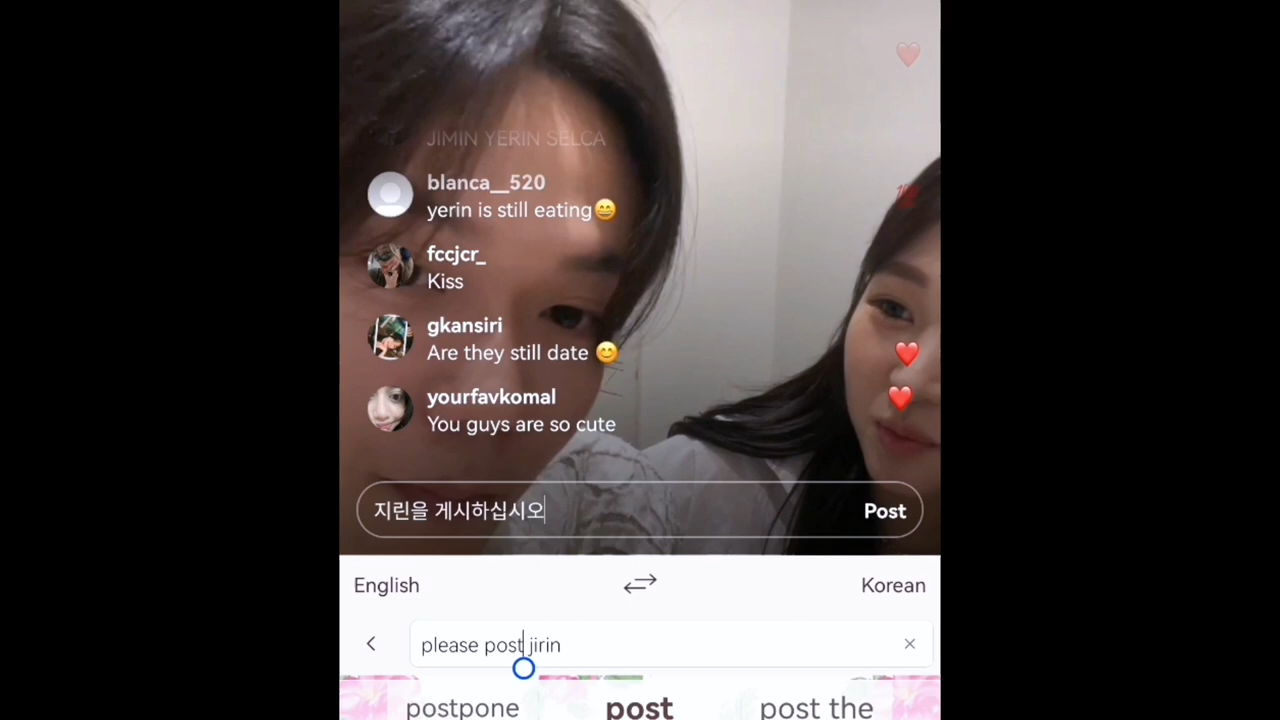 JIMIN YERIN SELCA
blanca__520
yerin is still eating😄
fccjcr_
Kiss
gkansiri
Are they still date 😊
yourfavkomal
You guys are so cute
지린을 게시하십시오
Post
English
Korean
please post jirin
postpone
post
post the